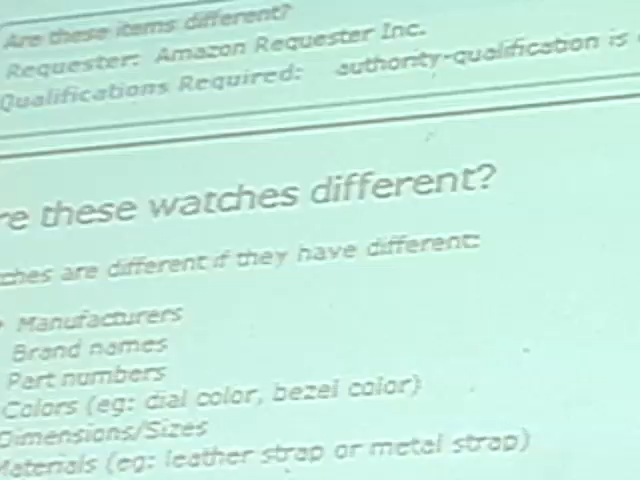 Are these items different?
Requester: Amazon Requester Inc.
Qualifications Required: authority-qualification is
re these watches different?
ches are different if they have different:
Manufacturers
Brand names
Part numbers
Colors (eg: dial color, bezel color)
Dimensions/Sizes
Materials (eg: leather strap or metal strap)